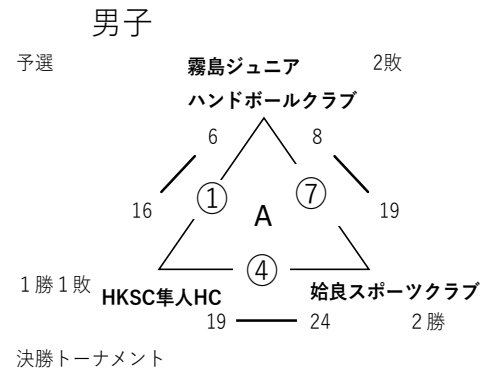 男子
予選
霧島ジュニア
ハンドボールクラブ
2敗
6
8
16
①
⑦
19
A
④
1勝1敗
HKSC隼人HC
姶良スポーツクラブ
19
24
2勝
決勝トーナメント